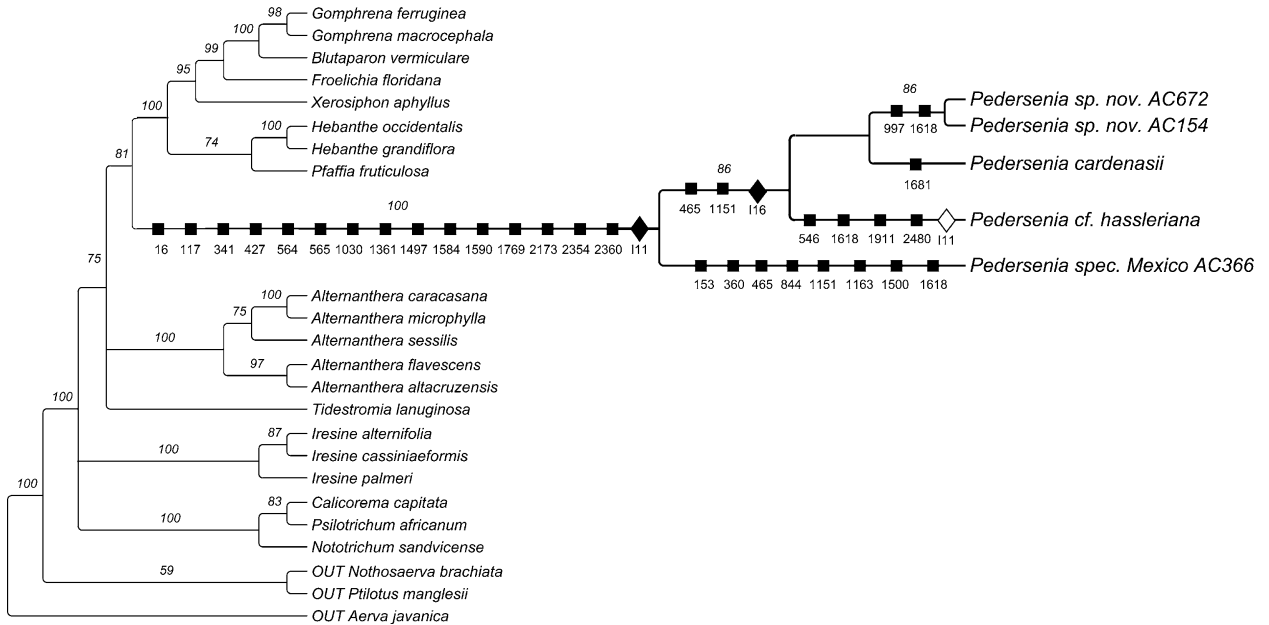 98 Gomphrena ferruginea
100 Gomphrena macrocephala
99 Blutaparon vermiculare
95 Froelichia floridana
100 Xerosiphon aphyllus
100 Hebanthe occidentalis
74 Hebanthe grandiflora
Pfaffia fruticulosa
81
86
Pedersenia sp. nov. AC672
997 1618
Pedersenia sp. nov. AC154
Pedersenia cardenasii
1681
86
465 1151 I16
Pedersenia cf. hassleriana
546 1618 1911 2480 I11
100
16 117 341 427 564 565 1030 1361 1497 1584 1590 1769 2173 2354 2360 I11
Pedersenia spec. Mexico AC366
153 360 465 844 1151 1163 1500 1618
75
100 Alternanthera caracasana
75 Alternanthera microphylla
100 Alternanthera sessilis
97 Alternanthera flavescens
Alternanthera altacruzensis
100 Tidestromia lanuginosa
87 Iresine alternifolia
100 Iresine cassiniaeformis
Iresine palmeri
100
83 Calicorema capitata
100 Psilotrichum africanum
Nototrichum sandvicense
59 OUT Nothosaerva brachiata
OUT Ptilotus manglesii
OUT Aerva javanica